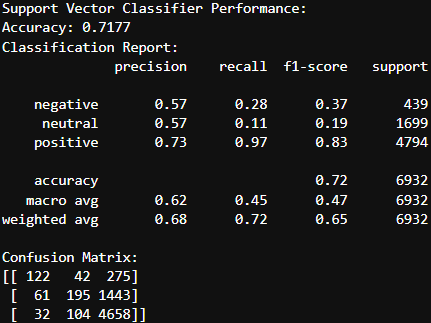 Support Vector Classifier Performance:
Accuracy: 0.7177
Classification Report:
              precision    recall  f1-score   support

    negative       0.57      0.28      0.37       439
     neutral       0.57      0.11      0.19      1699
    positive       0.73      0.97      0.83      4794

    accuracy                           0.72      6932
   macro avg       0.62      0.45      0.47      6932
weighted avg       0.68      0.72      0.65      6932

Confusion Matrix:
[[ 122   42  275]
 [  61  195 1443]
 [  32  104 4658]]